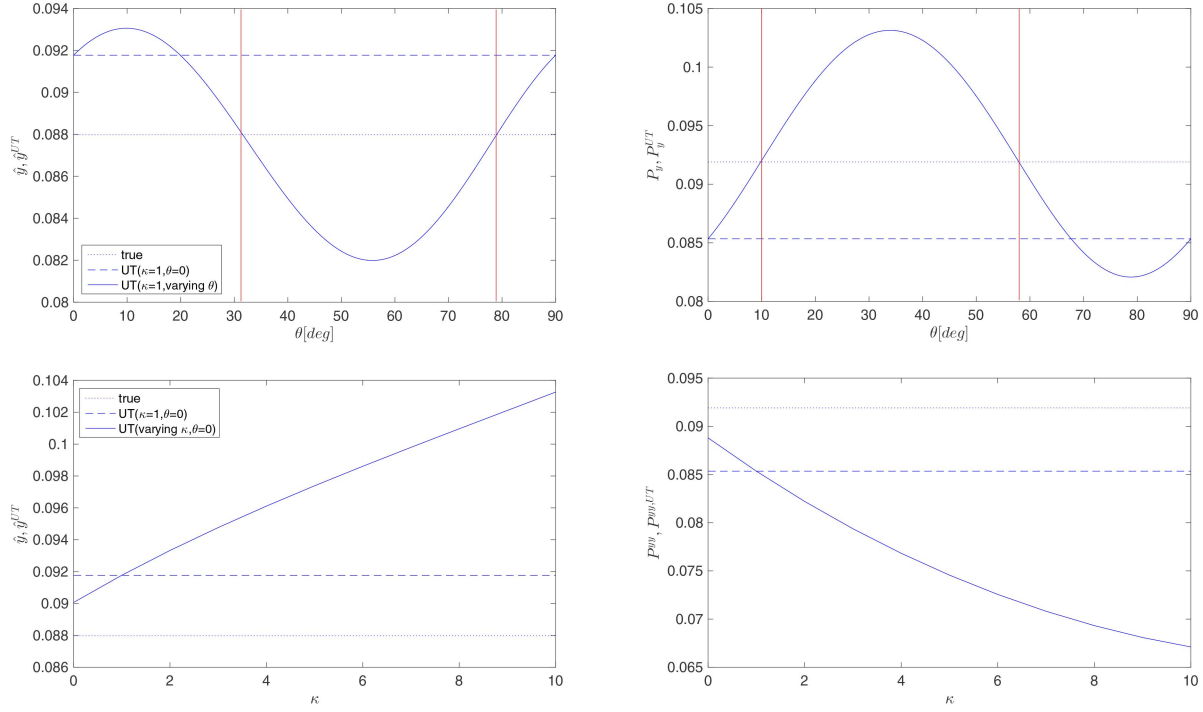 0.094
0.092
0.09
0.088
0.086
0.084
0.082
0.08
ŷ, ŷ^{UT}
true
UT(κ=1,θ=0)
UT(κ=1,varying θ)
0 10 20 30 40 50 60 70 80 90
θ[deg]
0.105
0.1
0.095
0.09
0.085
0.08
P_y, P_y^{UT}
0 10 20 30 40 50 60 70 80 90
θ[deg]
0.104
0.102
0.1
0.098
0.096
0.094
0.092
0.09
0.088
0.086
ŷ, ŷ^{UT}
true
UT(κ=1,θ=0)
UT(varying κ,θ=0)
0 2 4 6 8 10
κ
0.095
0.09
0.085
0.08
0.075
0.07
0.065
P^{yy}, P^{yy,UT}
0 2 4 6 8 10
κ